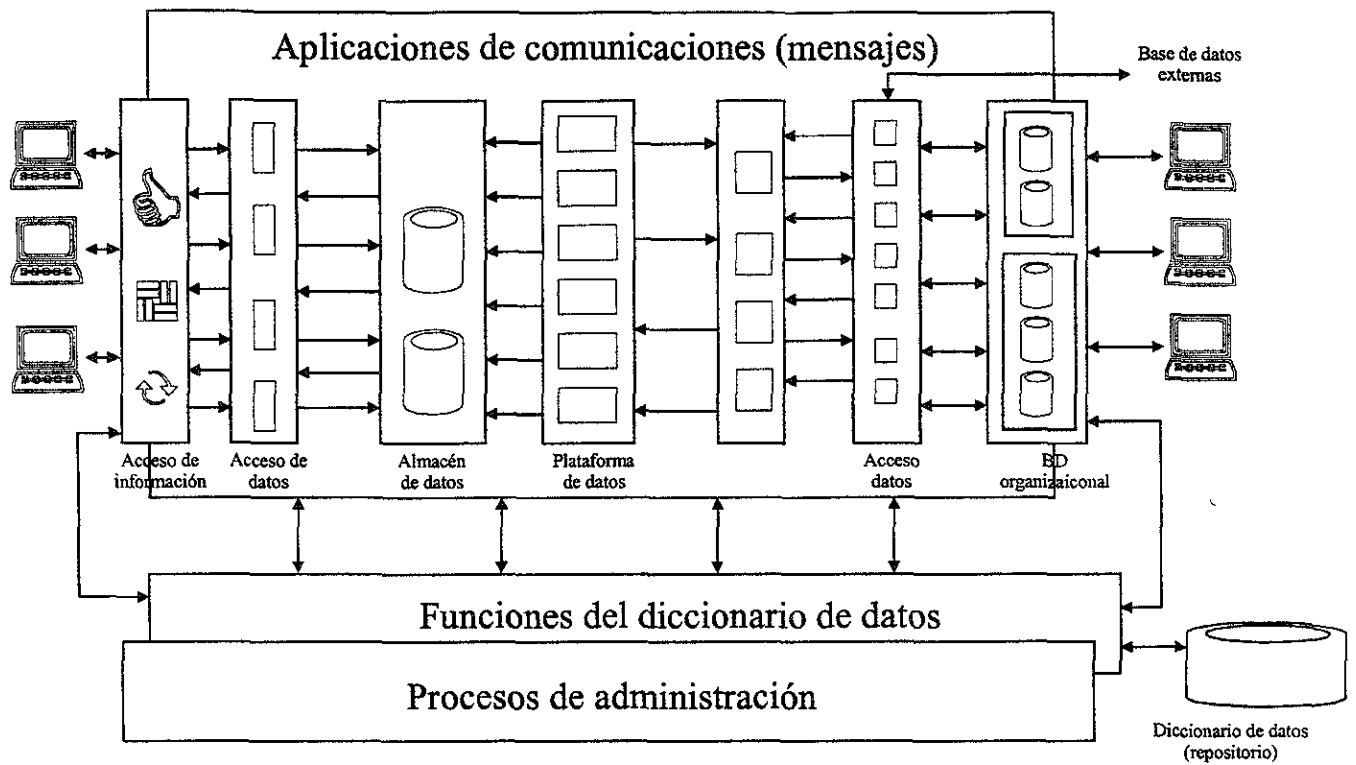 Aplicaciones de comunicaciones (mensajes)
Base de datos
externas
Acceso de
información
Acceso de
datos
Almacén
de datos
Plataforma
de datos
Acceso
datos
BD
organizaicional
Funciones del diccionario de datos
Procesos de administración
Diccionario de datos
(repositorio)